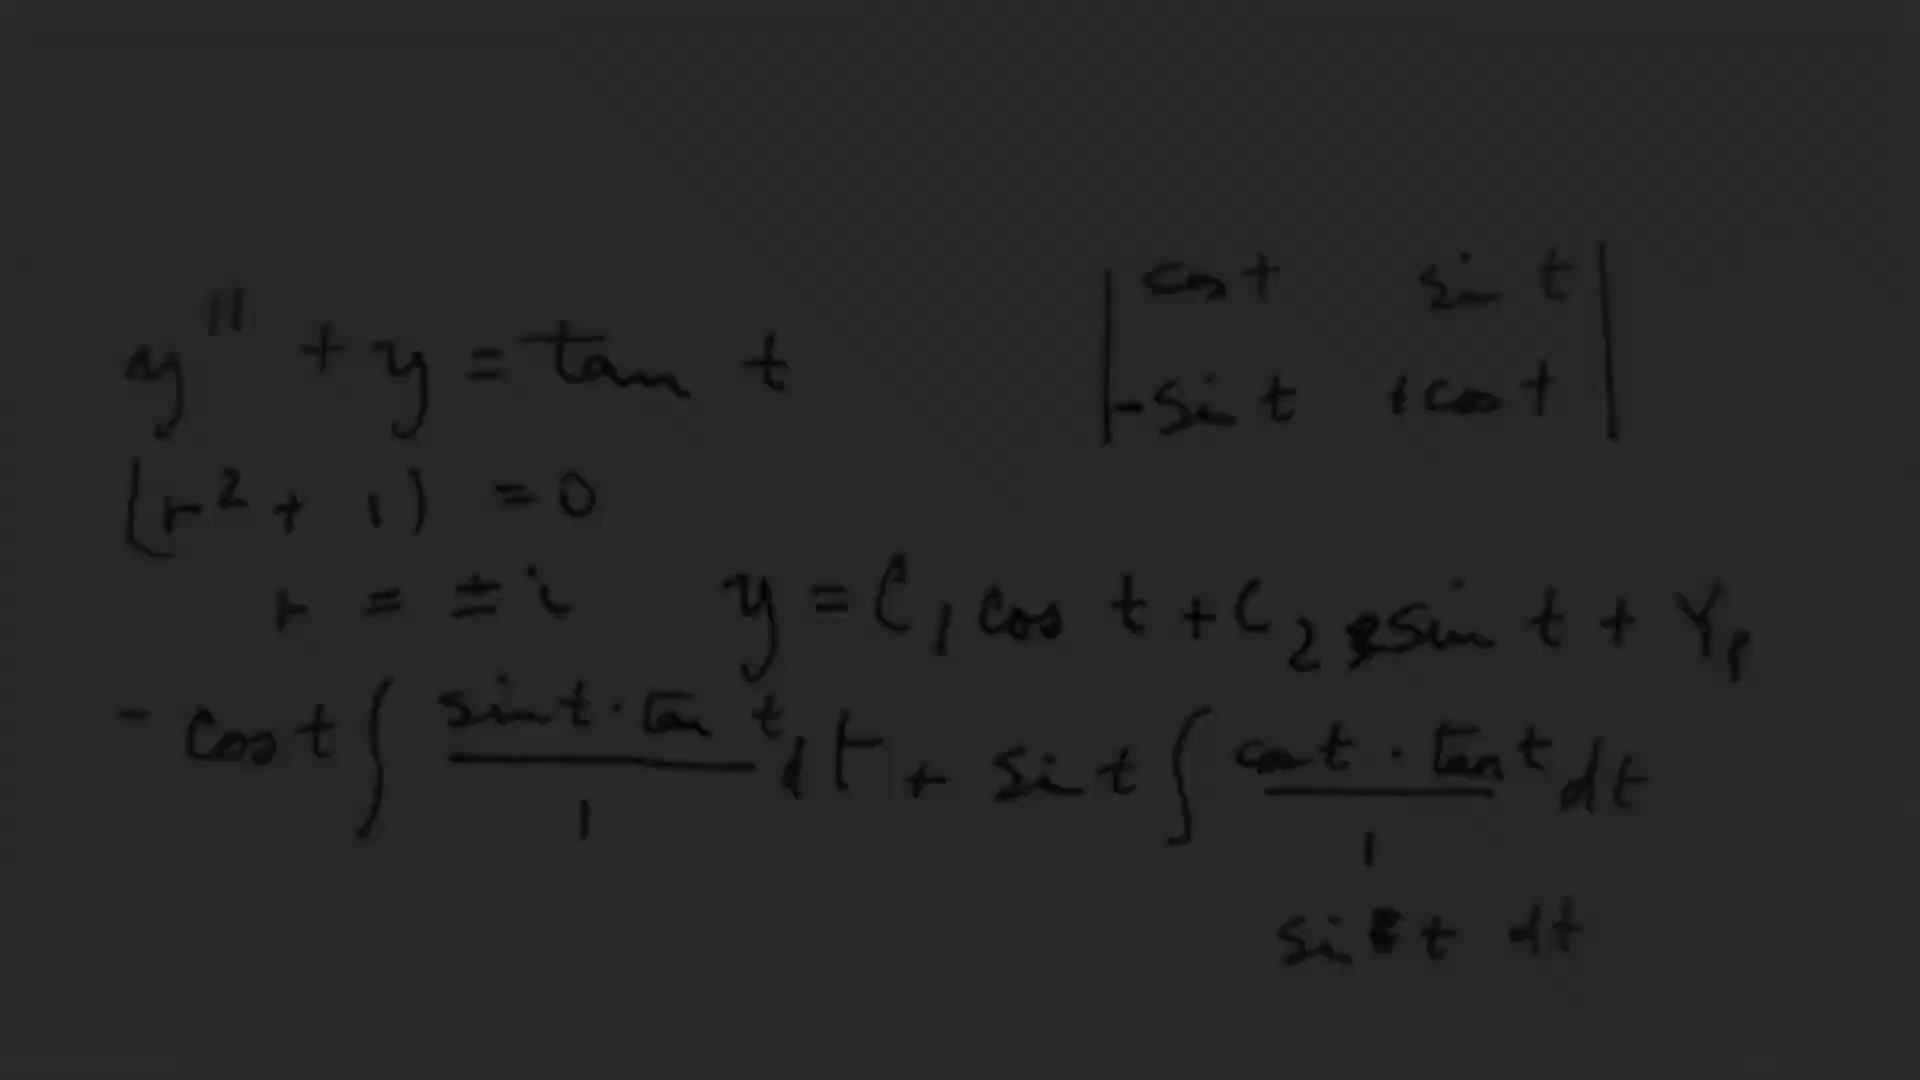 y'' + y = tan t
| cos t   sin t |
| -sin t   +cos t |
(r² + 1) = 0
r = ± i   y = C₁ cos t + C₂ sin t + Yₚ
- cos t ∫ (sin t · tan t)/1 dt + sin t ∫ (cos t · tan t)/1 dt
sin t dt